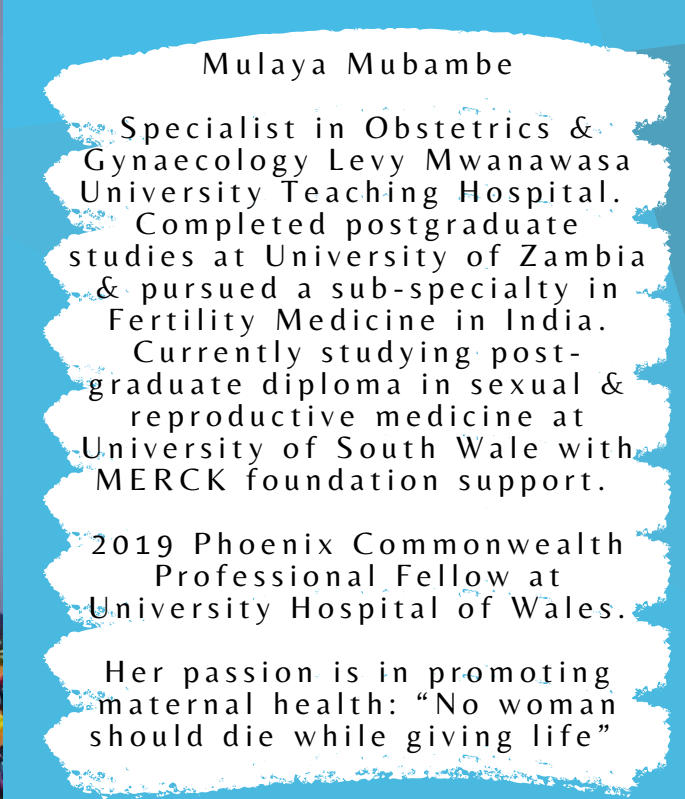 Mulaya Mubambe
Specialist in Obstetrics &
Gynaecology Levy Mwanawasa
University Teaching Hospital.
Completed postgraduate
studies at University of Zambia
& pursued a sub-specialty in
Fertility Medicine in India.
Currently studying post-
graduate diploma in sexual &
reproductive medicine at
University of South Wale with
MERCK foundation support.
2019 Phoenix Commonwealth
Professional Fellow at
University Hospital of Wales.
Her passion is in promoting
maternal health: “No woman
should die while giving life”